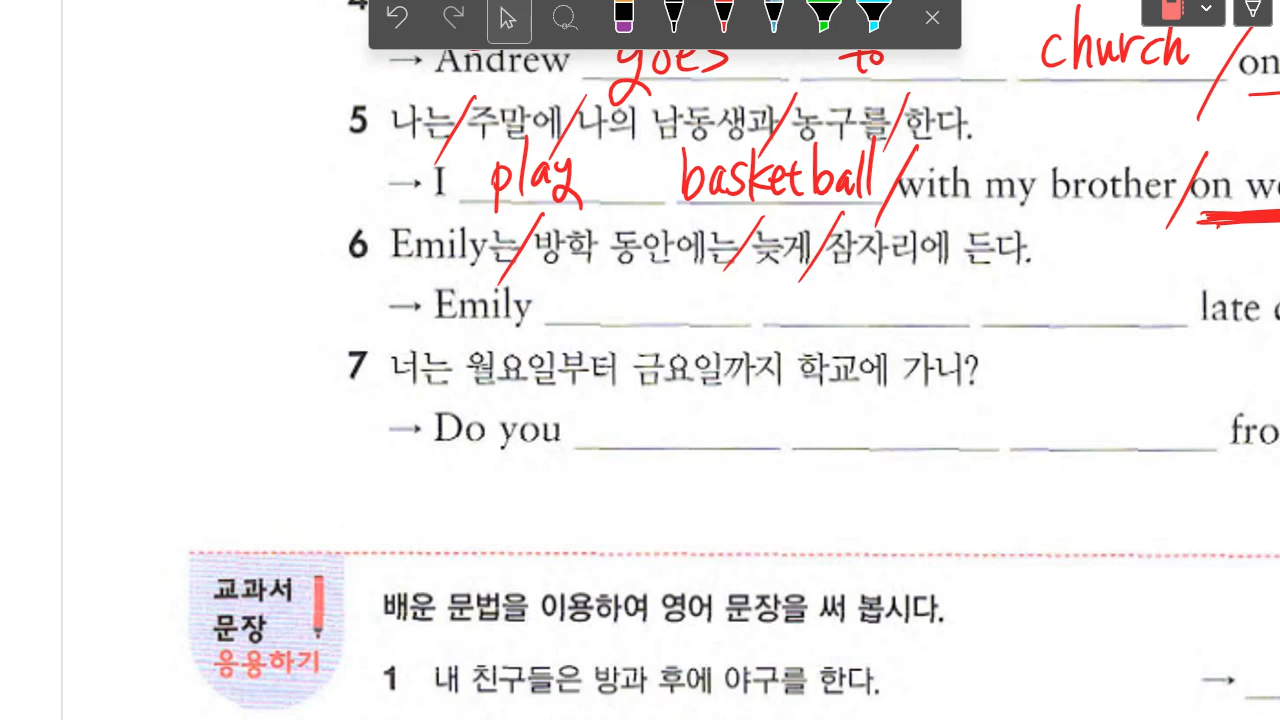 → Andrew goes to church / on
5 나는 / 주말에 / 나의 남동생과 / 농구를 / 한다.
→ I play basketball / with my brother / on we
6 Emily는 / 방학 동안에는 / 늦게 / 잠자리에 든다.
→ Emily late
7 너는 월요일부터 금요일까지 학교에 가니?
→ Do you fro
교과서
문장
응용하기
배운 문법을 이용하여 영어 문장을 써 봅시다.
1 내 친구들은 방과 후에 야구를 한다. →